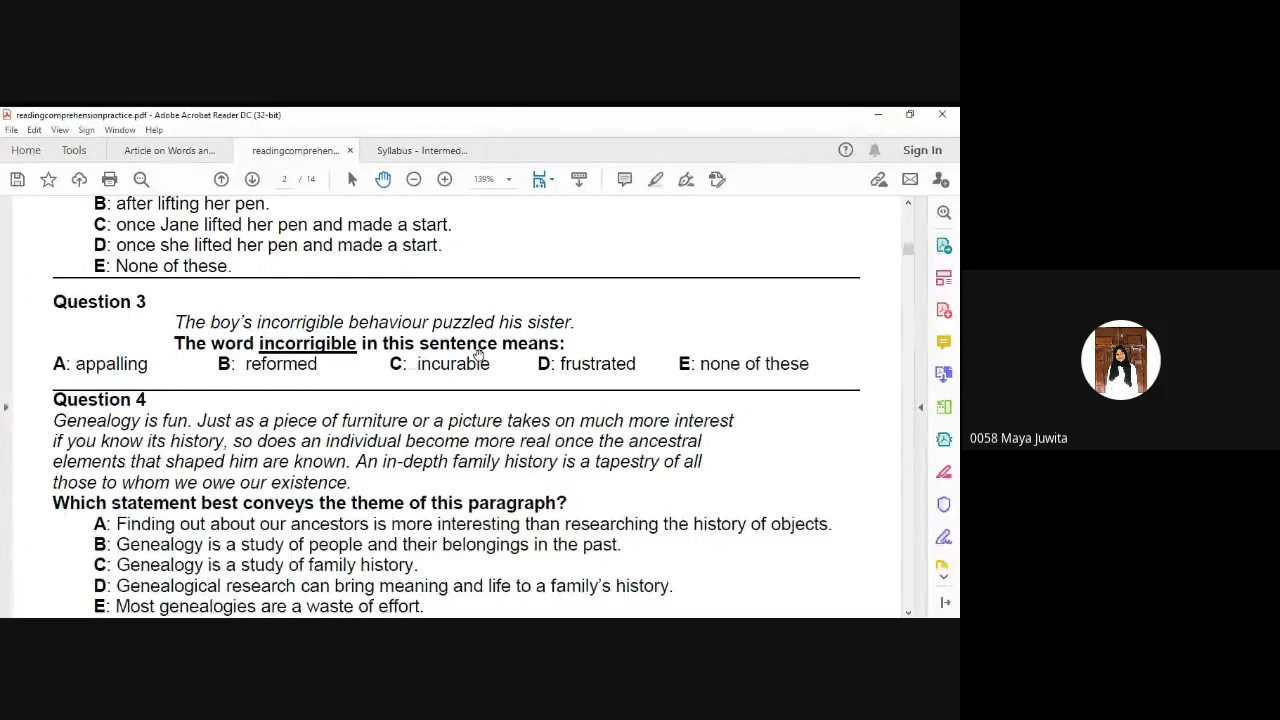 readingcomprehensionpractice.pdf - Adobe Acrobat Reader DC (32-bit)
File Edit View Sign Window Help
Home Tools Article on Words an... readingcomprehen... × Syllabus - Intermed... Sign In
2 / 14 139%
B: after lifting her pen.
C: once Jane lifted her pen and made a start.
D: once she lifted her pen and made a start.
E: None of these.
Question 3
The boy's incorrigible behaviour puzzled his sister.
The word incorrigible in this sentence means:
A: appalling B: reformed C: incurable D: frustrated E: none of these
Question 4
Genealogy is fun. Just as a piece of furniture or a picture takes on much more interest
if you know its history, so does an individual become more real once the ancestral
elements that shaped him are known. An in-depth family history is a tapestry of all
those to whom we owe our existence.
Which statement best conveys the theme of this paragraph?
A: Finding out about our ancestors is more interesting than researching the history of objects.
B: Genealogy is a study of people and their belongings in the past.
C: Genealogy is a study of family history.
D: Genealogical research can bring meaning and life to a family's history.
E: Most genealogies are a waste of effort.
0058 Maya Juwita